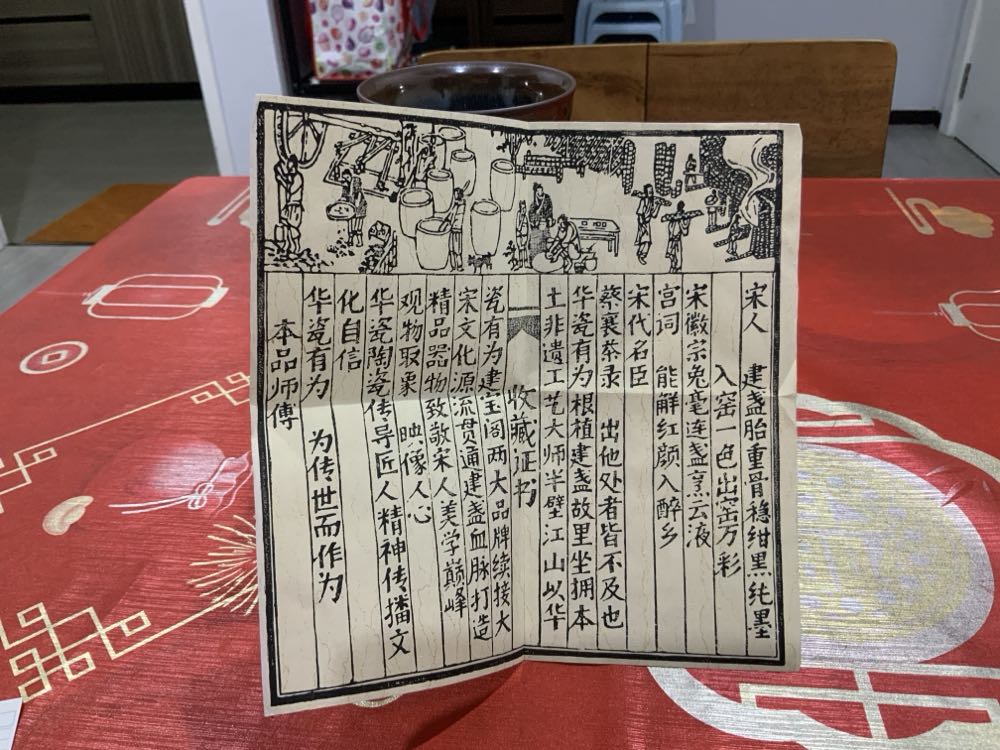 宋人 建盏胎重骨稳绀黑纯墨
入窑一色出窑万彩
宋徽宗兔毫连盏烹云液
宫词 能解红颜入醉乡
宋代名臣
蔡襄茶录 出他处者皆不及也
华瓷有为根植建盏故里坐拥本
土非遗工艺大师半壁江山以华
收藏证书
瓷有为建宝阁两大品牌续接大
宋文化源流贯通建盏血脉打造
精品器物致敬宋人美学巅峰
观物取象 映像人心
华瓷陶瓷传导匠人精神传播文
化自信
华瓷有为 为传世而作为
本品师傅